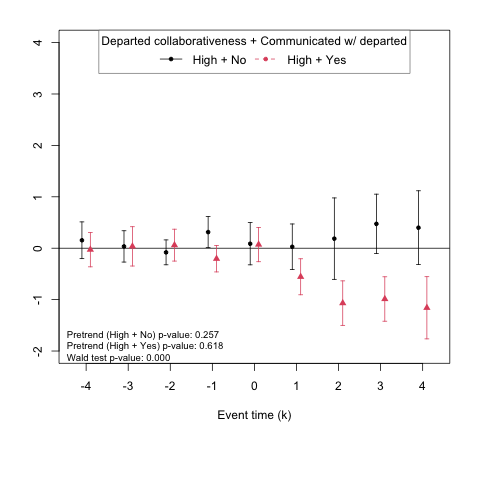 Departed collaborativeness + Communicated w/ departed
High + No High + Yes
4
3
2
1
0
-1
-2
Pretrend (High + No) p-value: 0.257
Pretrend (High + Yes) p-value: 0.618
Wald test p-value: 0.000
-4 -3 -2 -1 0 1 2 3 4
Event time (k)